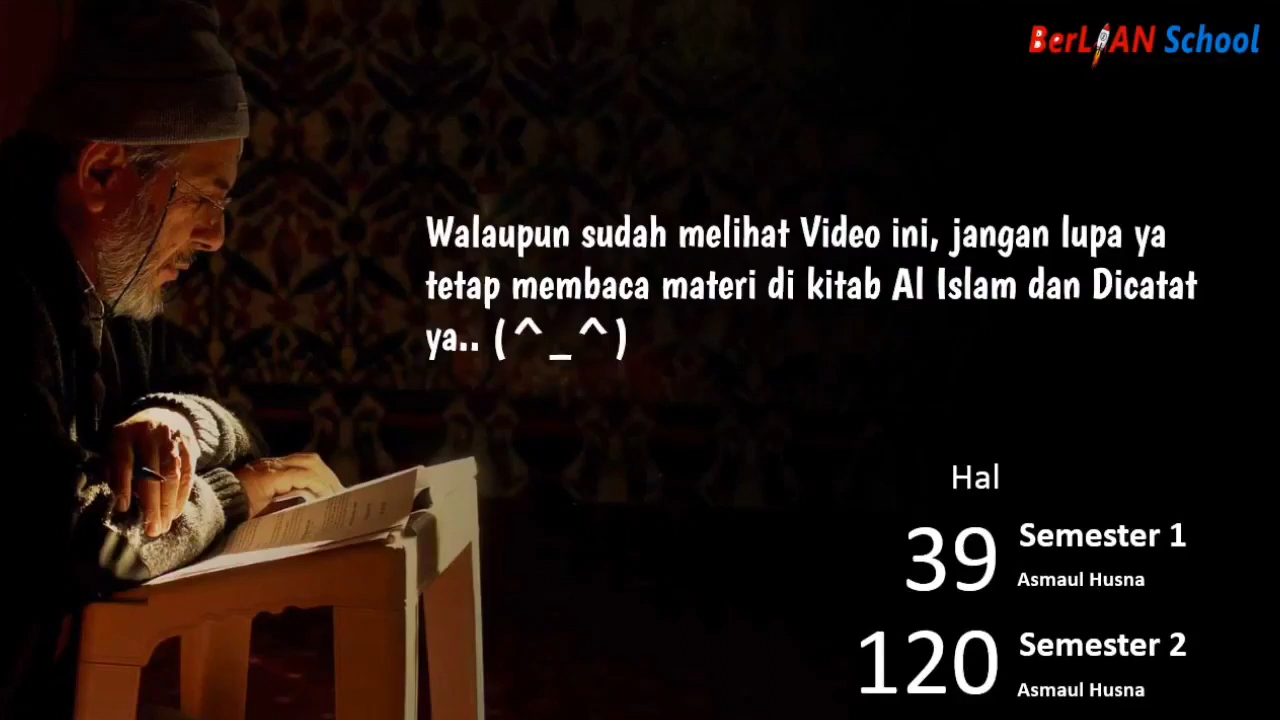 BerLIAN School
Walaupun sudah melihat Video ini, jangan lupa ya
tetap membaca materi di kitab Al Islam dan Dicatat
ya.. (^_^)
Hal
39 Semester 1
Asmaul Husna
120 Semester 2
Asmaul Husna